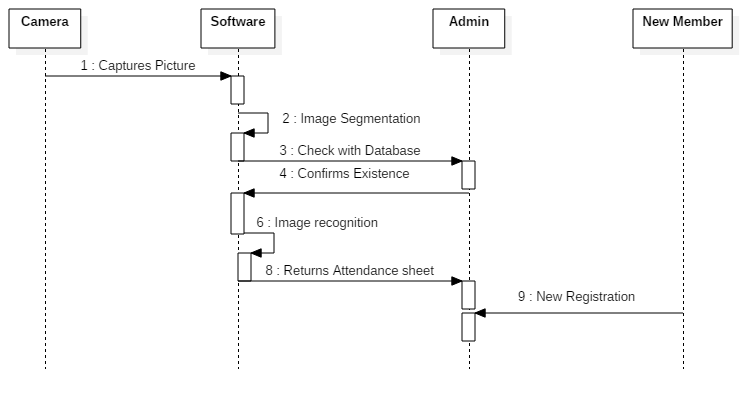 Camera
Software
Admin
New Member
1 : Captures Picture
2 : Image Segmentation
3 : Check with Database
4 : Confirms Existence
6 : Image recognition
8 : Returns Attendance sheet
9 : New Registration